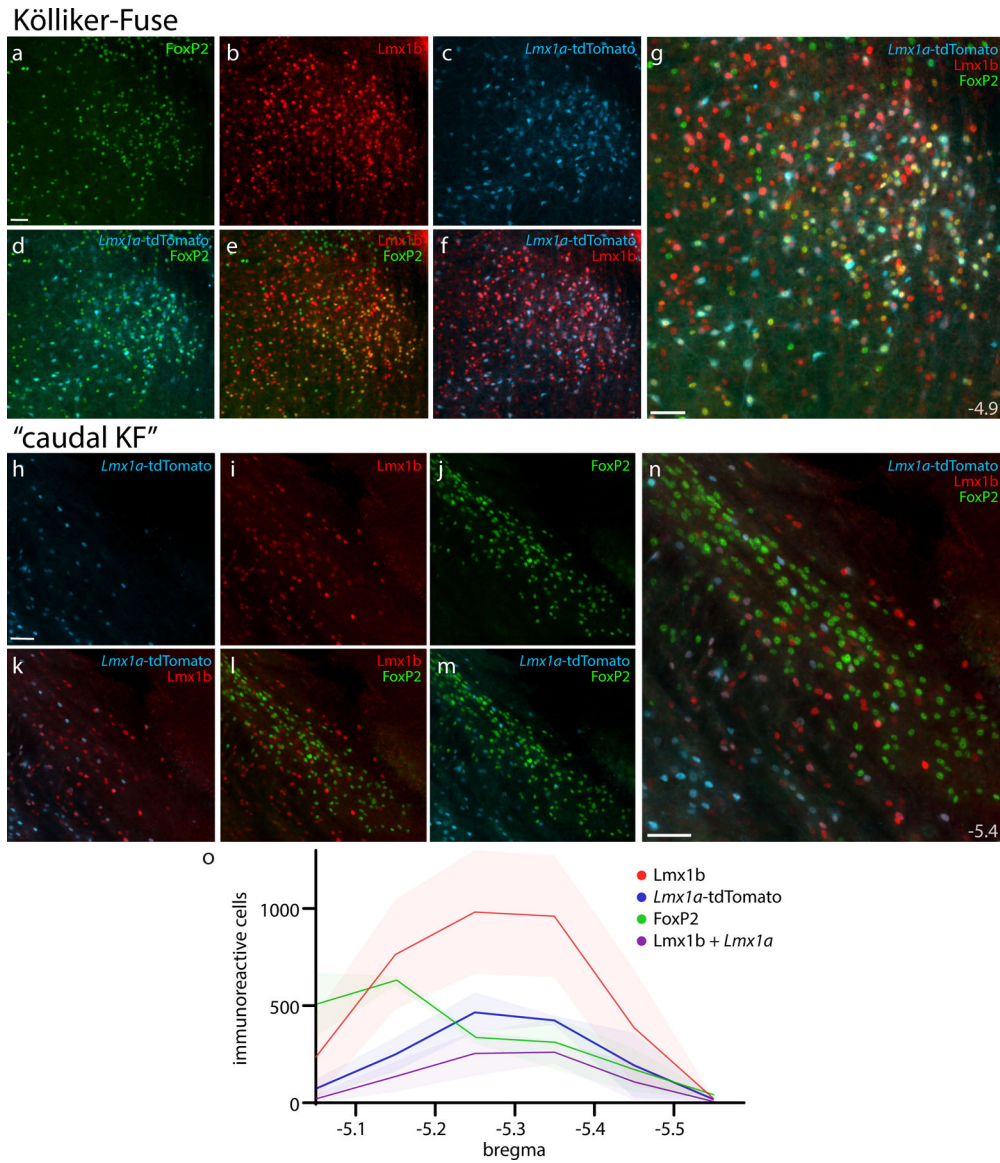 Kölliker-Fuse
a
FoxP2
b
Lmx1b
c
Lmx1a-tdTomato
g
Lmx1a-tdTomato
Lmx1b
FoxP2
d
Lmx1a-tdTomato
FoxP2
e
Lmx1b
FoxP2
f
Lmx1a-tdTomato
Lmx1b
-4.9
"caudal KF"
h
Lmx1a-tdTomato
i
Lmx1b
j
FoxP2
n
Lmx1a-tdTomato
Lmx1b
FoxP2
k
Lmx1a-tdTomato
Lmx1b
l
Lmx1b
FoxP2
m
Lmx1a-tdTomato
FoxP2
-5.4
o
Lmx1b
Lmx1a-tdTomato
FoxP2
Lmx1b + Lmx1a
immunoreactive cells
1000
500
0
-5.1 -5.2 -5.3 -5.4 -5.5
bregma